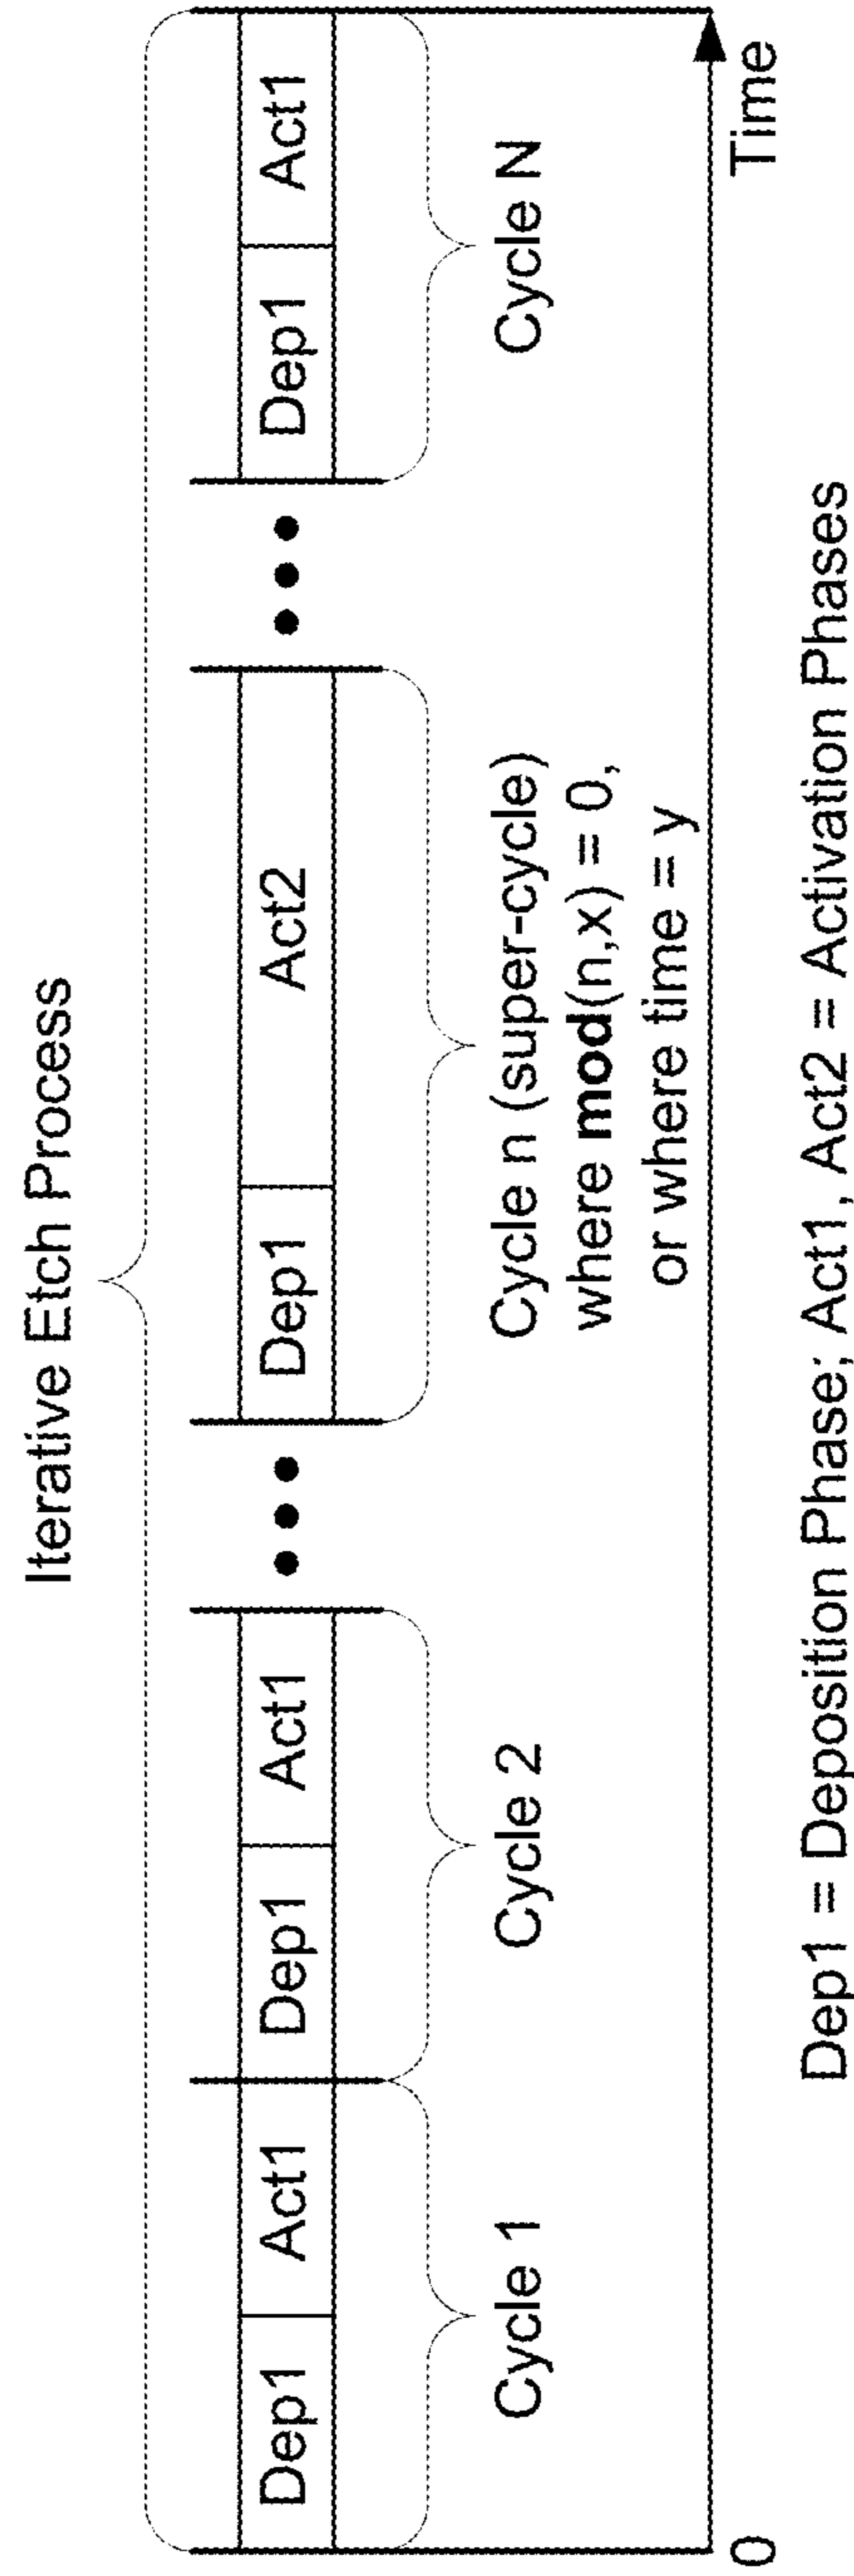 Iterative Etch Process
Dep1 Act1 Dep1 Act1 Dep1 Act2 Dep1 Act1
Cycle 1 Cycle 2 Cycle n (super-cycle) Cycle N
where mod(n,x) = 0,
or where time = y
0 Time
Dep1 = Deposition Phase; Act1, Act2 = Activation Phases